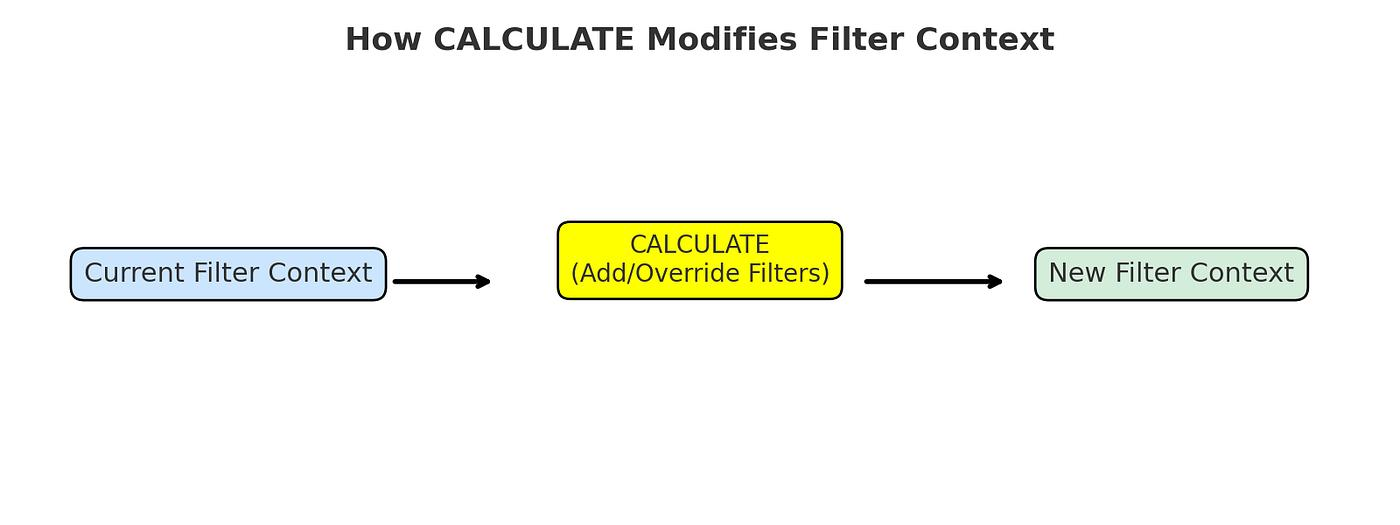 How CALCULATE Modifies Filter Context
Current Filter Context
CALCULATE
(Add/Override Filters)
New Filter Context